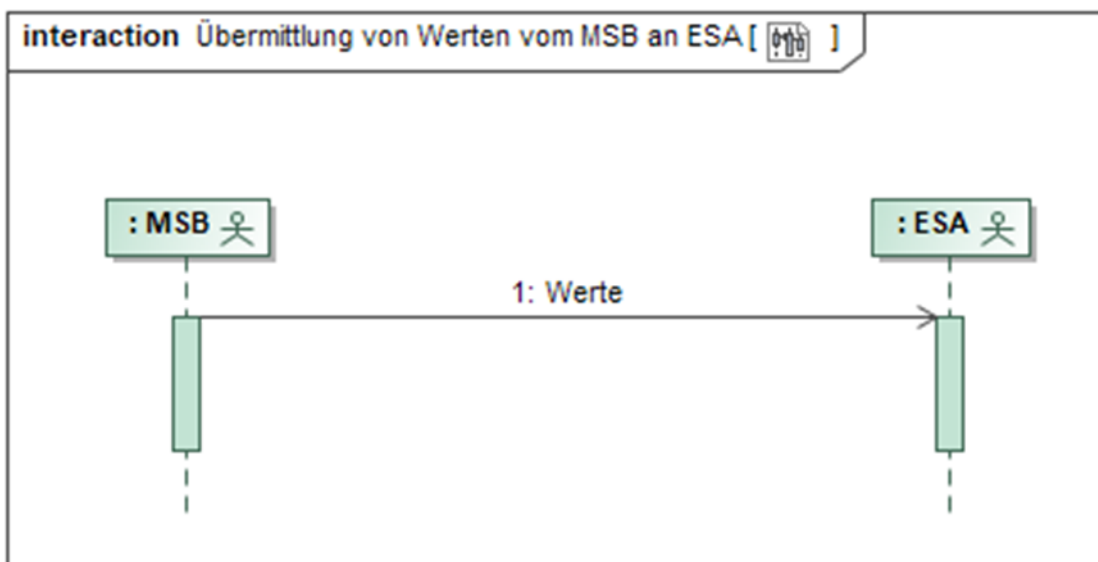 interaction Übermittlung von Werten vom MSB an ESA [ ]
: MSB
: ESA
1: Werte